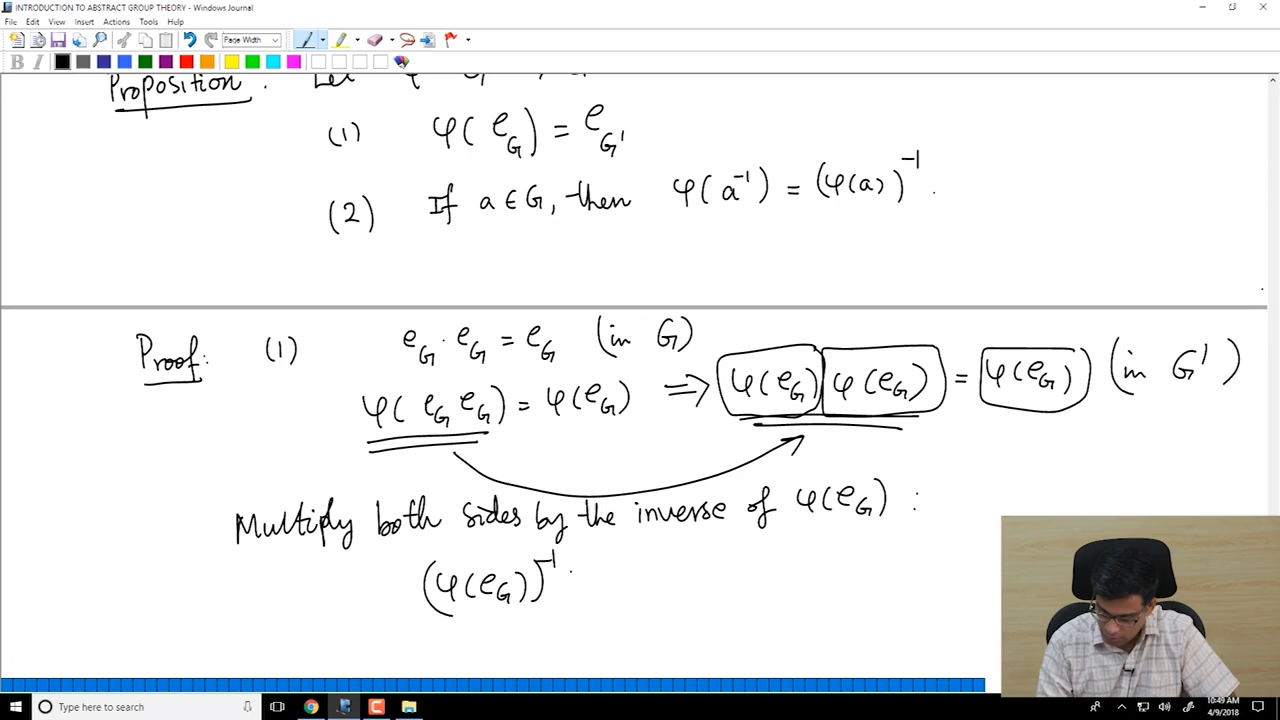 INTRODUCTION TO ABSTRACT GROUP THEORY - Windows Journal
File Edit View Insert Actions Tools Help
Page Width
B I
Proposition : Let φ
(1) φ(e_G) = e_G'
(2) If a ∈ G, then φ(a⁻¹) = (φ(a))⁻¹.
Proof: (1) e_G · e_G = e_G (in G)
φ(e_G e_G) = φ(e_G) ⇒ φ(e_G) φ(e_G) = φ(e_G) (in G')
Multiply both sides by the inverse of φ(e_G) :
(φ(e_G))⁻¹ ·
Type here to search
10:49 AM
4/9/2018